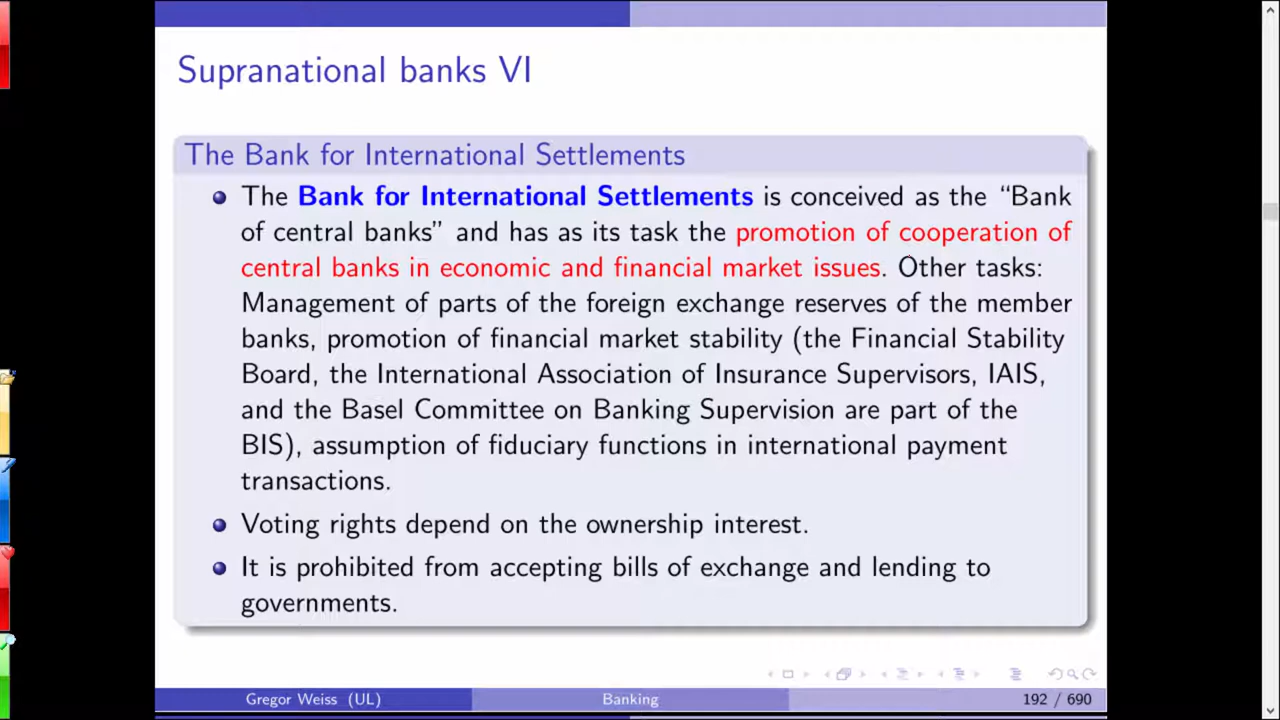 Supranational banks VI
The Bank for International Settlements
The Bank for International Settlements is conceived as the “Bank
of central banks” and has as its task the promotion of cooperation of
central banks in economic and financial market issues. Other tasks:
Management of parts of the foreign exchange reserves of the member
banks, promotion of financial market stability (the Financial Stability
Board, the International Association of Insurance Supervisors, IAIS,
and the Basel Committee on Banking Supervision are part of the
BIS), assumption of fiduciary functions in international payment
transactions.
Voting rights depend on the ownership interest.
It is prohibited from accepting bills of exchange and lending to
governments.
Gregor Weiss (UL)
Banking
192 / 690